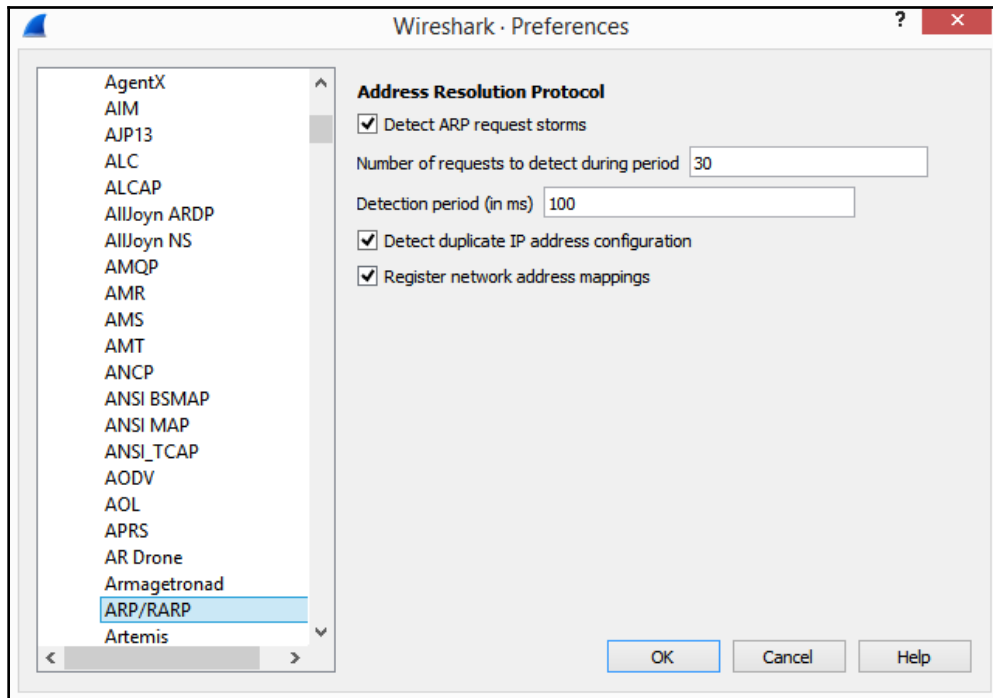 Wireshark · Preferences
?
×
AgentX
AIM
AJP13
ALC
ALCAP
AllJoyn ARDP
AllJoyn NS
AMQP
AMR
AMS
AMT
ANCP
ANSI BSMAP
ANSI MAP
ANSI_TCAP
AODV
AOL
APRS
AR Drone
Armagetronad
ARP/RARP
Artemis
Address Resolution Protocol
Detect ARP request storms
Number of requests to detect during period 30
Detection period (in ms) 100
Detect duplicate IP address configuration
Register network address mappings
OK Cancel Help